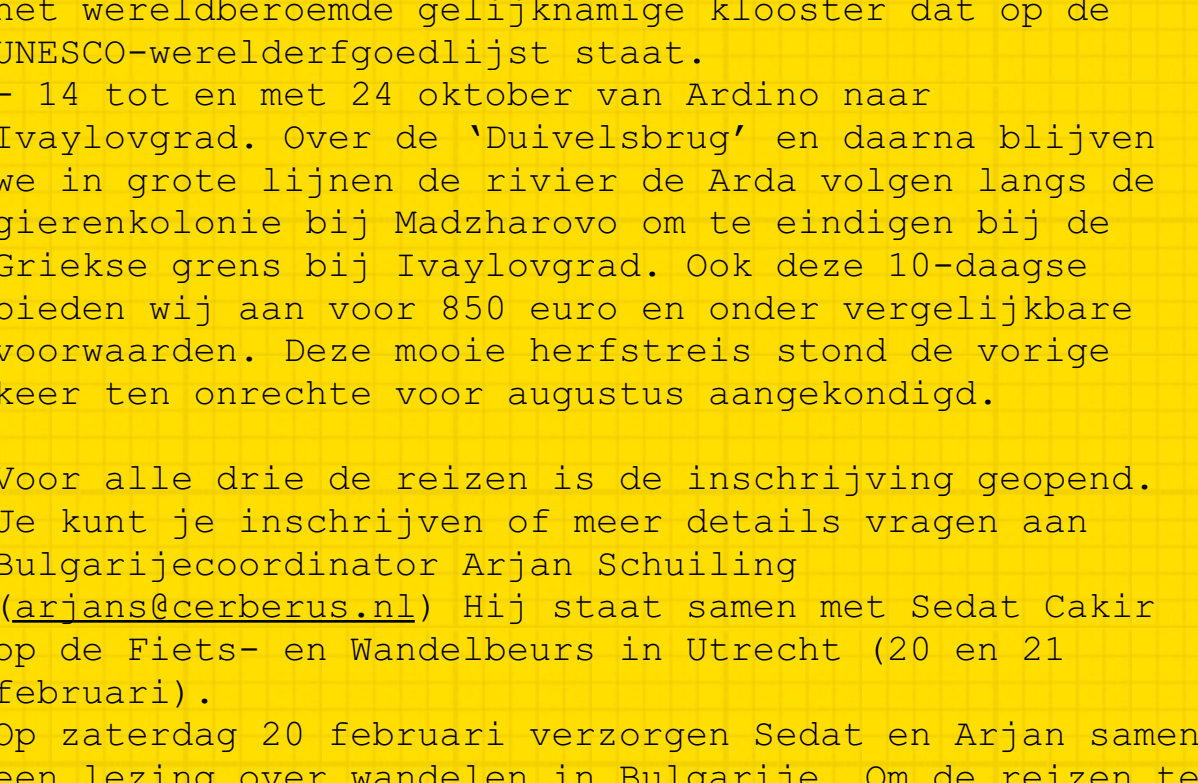 het wereldberoemde gelijknamige klooster dat op de
UNESCO-werelderfgoedlijst staat.
- 14 tot en met 24 oktober van Ardino naar
Ivaylovgrad. Over de ‘Duivelsbrug’ en daarna blijven
we in grote lijnen de rivier de Arda volgen langs de
gierenkolonie bij Madzharovo om te eindigen bij de
Griekse grens bij Ivaylovgrad. Ook deze 10-daagse
bieden wij aan voor 850 euro en onder vergelijkbare
voorwaarden. Deze mooie herfstreis stond de vorige
keer ten onrechte voor augustus aangekondigd.
Voor alle drie de reizen is de inschrijving geopend.
Je kunt je inschrijven of meer details vragen aan
Bulgarijecoordinator Arjan Schuiling
(arjans@cerberus.nl) Hij staat samen met Sedat Cakir
op de Fiets- en Wandelbeurs in Utrecht (20 en 21
februari).
Op zaterdag 20 februari verzorgen Sedat en Arjan samen
een lezing over wandelen in Bulgarije. Om de reizen te